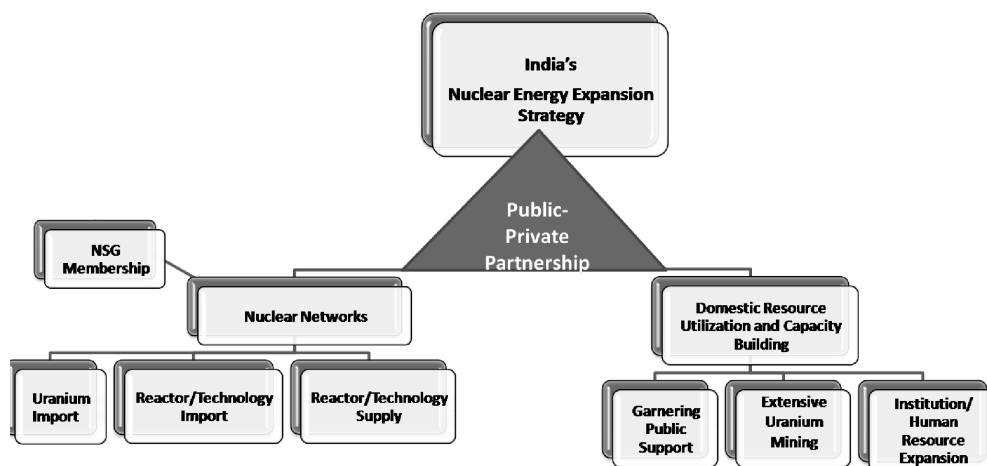 India's
Nuclear Energy Expansion
Strategy
Public-
Private
Partnership
NSG
Membership
Nuclear Networks
Domestic Resource
Utilization and Capacity
Building
Uranium
Import
Reactor/Technology
Import
Reactor/Technology
Supply
Garnering
Public
Support
Extensive
Uranium
Mining
Institution/
Human
Resource
Expansion